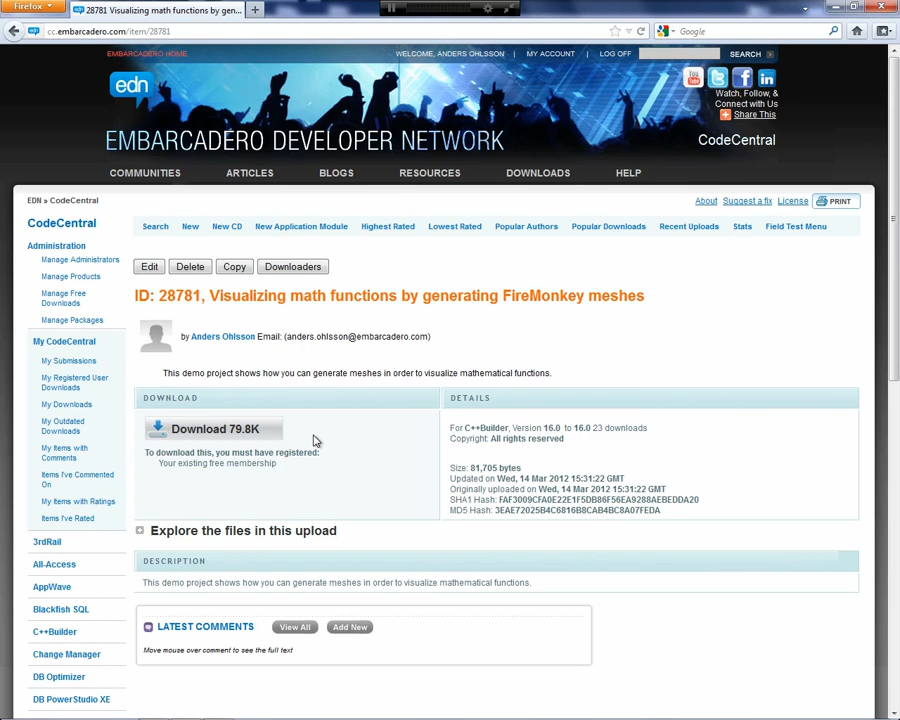 Firefox
28781 Visualizing math functions by gen...
cc.embarcadero.com/item/28781
Google
EMBARCADERO HOME
WELCOME, ANDERS OHLSSON
MY ACCOUNT
LOG OFF
SEARCH
edn
You Tube
Watch, Follow, &
Connect with Us
Share This
EMBARCADERO DEVELOPER NETWORK
CodeCentral
COMMUNITIES
ARTICLES
BLOGS
RESOURCES
DOWNLOADS
HELP
EDN » CodeCentral
About
Suggest a fix
License
PRINT
CodeCentral
Search
New
New CD
New Application Module
Highest Rated
Lowest Rated
Popular Authors
Popular Downloads
Recent Uploads
Stats
Field Test Menu
Administration
Manage Administrators
Manage Products
Manage Free
Downloads
Manage Packages
My CodeCentral
My Submissions
My Registered User
Downloads
My Downloads
My Outdated
Downloads
My Items with
Comments
Items I've Commented
On
My Items with Ratings
Items I've Rated
3rdRail
All-Access
AppWave
Blackfish SQL
C++Builder
Change Manager
DB Optimizer
DB PowerStudio XE
Edit
Delete
Copy
Downloaders
ID: 28781, Visualizing math functions by generating FireMonkey meshes
by Anders Ohlsson Email: (anders.ohlsson@embarcadero.com)
This demo project shows how you can generate meshes in order to visualize mathematical functions.
DOWNLOAD
Download 79.8K
To download this, you must have registered:
Your existing free membership
DETAILS
For C++Builder, Version 16.0 to 16.0 23 downloads
Copyright: All rights reserved
Size: 81,705 bytes
Updated on Wed, 14 Mar 2012 15:31:22 GMT
Originally uploaded on Wed, 14 Mar 2012 15:31:22 GMT
SHA1 Hash: FAF3009CFA0E22E1F5DB86F56EA9288AEBEDDA20
MD5 Hash: 3EAE72025B4C6816B8CAB4BC8A07FEDA
Explore the files in this upload
DESCRIPTION
This demo project shows how you can generate meshes in order to visualize mathematical functions.
LATEST COMMENTS
View All
Add New
Move mouse over comment to see the full text